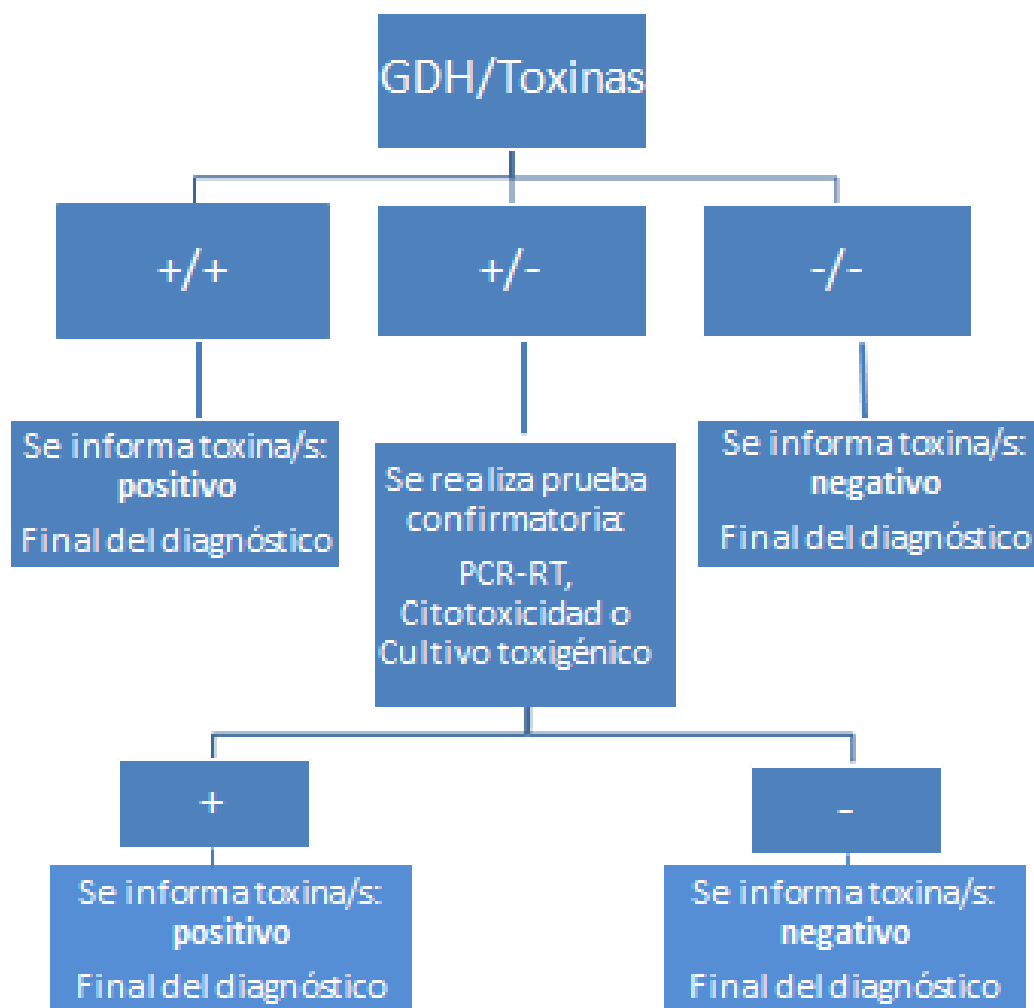 GDH/Toxinas
+/+
+/-
-/-
Se informa toxina/s:
positivo
Final del diagnóstico
Se realiza prueba
confirmatoria:
PCR-RT,
Citotoxicidad o
Cultivo toxigénico
Se informa toxina/s:
negativo
Final del diagnóstico
+
-
Se informa toxina/s:
positivo
Final del diagnóstico
Se informa toxina/s:
negativo
Final del diagnóstico